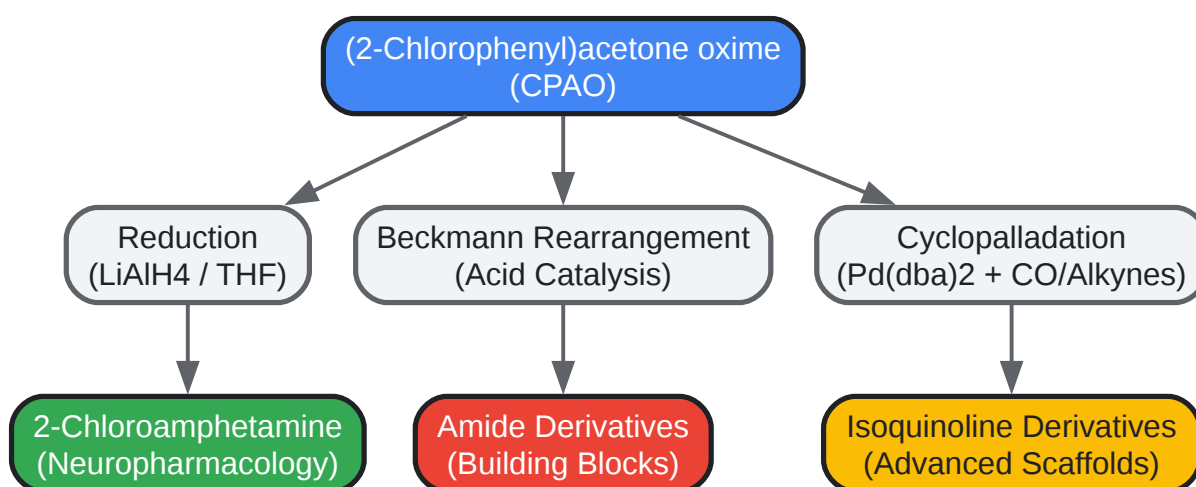 (2-Chlorophenyl)acetone oxime
(CPAO)
Reduction
(LiAlH4 / THF)
Beckmann Rearrangement
(Acid Catalysis)
Cyclopalladation
(Pd(dba)2 + CO/Alkynes)
2-Chloroamphetamine
(Neuropharmacology)
Amide Derivatives
(Building Blocks)
Isoquinoline Derivatives
(Advanced Scaffolds)